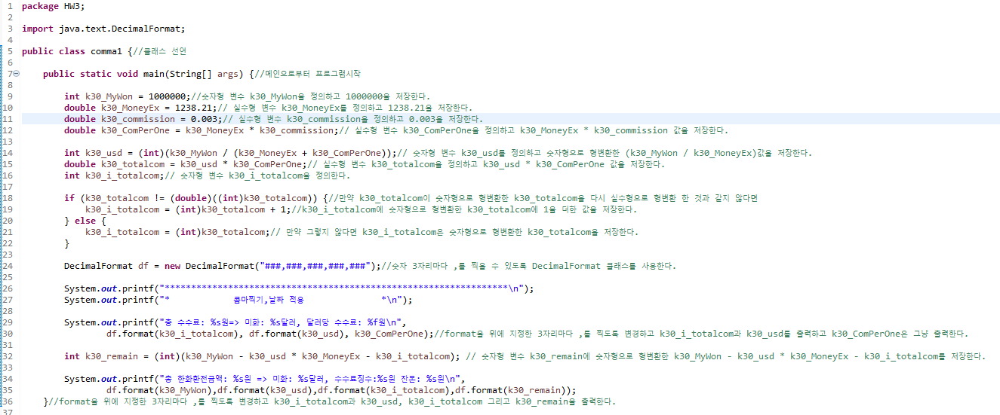 1 package HW3;
2
3 import java.text.DecimalFormat;
4
5 public class comma1 {//클래스 선언
6
7 public static void main(String[] args) {//메인으로부터 프로그램시작
8
9 int k30_MyWon = 1000000;//숫자형 변수 k30_MyWon을 정의하고 1000000을 저장한다.
10 double k30_MoneyEx = 1238.21;// 실수형 변수 k30_MoneyEx를 정의하고 1238.21을 저장한다.
11 double k30_commission = 0.003;// 실수형 변수 k30_commission을 정의하고 0.003을 저장한다.
12 double k30_ComPerOne = k30_MoneyEx * k30_commission;// 실수형 변수 k30_ComPerOne을 정의하고 k30_MoneyEx * k30_commission 값을 저장한다.
13
14 int k30_usd = (int)(k30_MyWon / (k30_MoneyEx + k30_ComPerOne));// 숫자형 변수 k30_usd를 정의하고 숫자형으로 형변환한 (k30_MyWon / k30_MoneyEx)값을 저장한다.
15 double k30_totalcom = k30_usd * k30_ComPerOne;// 실수형 변수 k30_totalcom을 정의하고 k30_usd * k30_ComPerOne 값을 저장한다.
16 int k30_i_totalcom;// 숫자형 변수 k30_i_totalcom을 정의한다.
17
18 if (k30_totalcom != (double)((int)k30_totalcom)) {//만약 k30_totalcom이 숫자형으로 형변환한 k30_totalcom을 다시 실수형으로 형변환 한 것과 같지 않다면
19 k30_i_totalcom = (int)k30_totalcom + 1;//k30_i_totalcom에 숫자형으로 형변환한 k30_totalcom에 1을 더한 값을 저장한다.
20 } else {
21 k30_i_totalcom = (int)k30_totalcom;// 만약 그렇지 않다면 k30_i_totalcom은 숫자형으로 형변환한 k30_totalcom을 저장한다.
22 }
23
24 DecimalFormat df = new DecimalFormat("###,###,###,###,###");//숫자 3자리마다 ,를 찍을 수 있도록 DecimalFormat 클래스를 사용한다.
25
26 System.out.printf("*****************************************************************\n");
27 System.out.printf("* 콤마찍기,날짜 적용 *\n");
28
29 System.out.printf("총 수수료: %s원=> 미화: %s달러, 달러당 수수료: %f원\n",
30 df.format(k30_i_totalcom), df.format(k30_usd), k30_ComPerOne);//format을 위에 지정한 3자리마다 ,를 찍도록 변경하고 k30_i_totalcom과 k30_usd를 출력하고 k30_ComPerOne은 그냥 출력한다.
31
32 int k30_remain = (int)(k30_MyWon - k30_usd * k30_MoneyEx - k30_i_totalcom); // 숫자형 변수 k30_remain에 숫자형으로 형변환한 k30_MyWon - k30_usd * k30_MoneyEx - k30_i_totalcom를 저장한다.
33
34 System.out.printf("총 한화환전금액: %s원 => 미화: %s달러, 수수료징수:%s원 잔돈: %s원\n",
35 df.format(k30_MyWon),df.format(k30_usd),df.format(k30_i_totalcom),df.format(k30_remain));
36 }//format을 위에 지정한 3자리마다 ,를 찍도록 변경하고 k30_i_totalcom과 k30_usd, k30_i_totalcom 그리고 k30_remain을 출력한다.
37